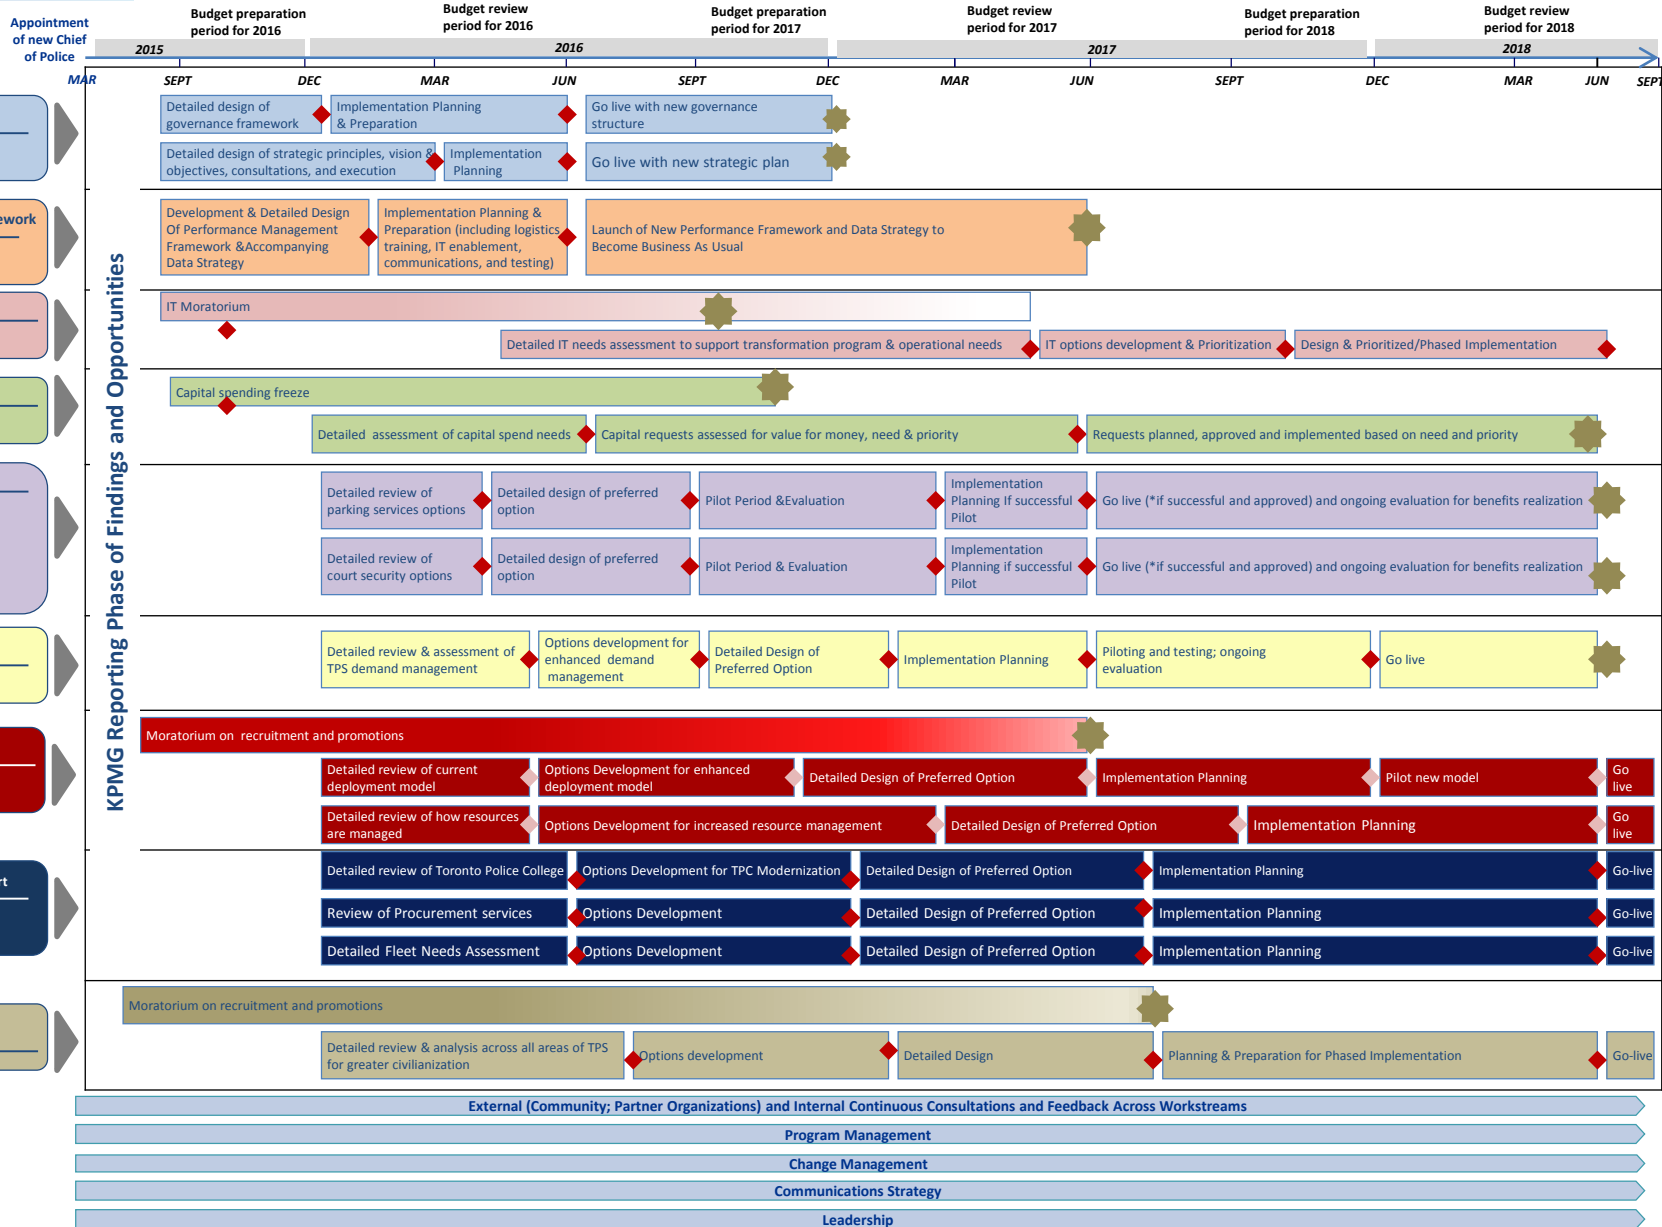 Appointment
of new Chief
of Police
Budget preparation
period for 2016
Budget review
period for 2016
Budget preparation
period for 2017
Budget review
period for 2017
Budget preparation
period for 2018
Budget review
period for 2018
2015
2016
2017
2018
MAR
SEPT
DEC
MAR
JUN
SEPT
DEC
MAR
JUN
SEPT
DEC
MAR
JUN
SEPT
KPMG Reporting Phase of Findings and Opportunities
Detailed design of
governance framework
Implementation Planning
& Preparation
Go live with new governance
structure
Detailed design of strategic principles, vision &
objectives, consultations, and execution
Implementation
Planning
Go live with new strategic plan
ework
Development & Detailed Design
Of Performance Management
Framework &Accompanying
Data Strategy
Implementation Planning &
Preparation (including logistics
training, IT enablement,
communications, and testing)
Launch of New Performance Framework and Data Strategy to
Become Business As Usual
IT Moratorium
Detailed IT needs assessment to support transformation program & operational needs
IT options development & Prioritization
Design & Prioritized/Phased Implementation
Capital spending freeze
Detailed assessment of capital spend needs
Capital requests assessed for value for money, need & priority
Requests planned, approved and implemented based on need and priority
Detailed review of
parking services options
Detailed design of preferred
option
Pilot Period &Evaluation
Implementation
Planning If successful
Pilot
Go live (*if successful and approved) and ongoing evaluation for benefits realization
Detailed review of
court security options
Detailed design of preferred
option
Pilot Period & Evaluation
Implementation
Planning if successful
Pilot
Go live (*if successful and approved) and ongoing evaluation for benefits realization
Detailed review & assessment of
TPS demand management
Options development for
enhanced demand
management
Detailed Design of
Preferred Option
Implementation Planning
Piloting and testing; ongoing
evaluation
Go live
Moratorium on recruitment and promotions
Detailed review of current
deployment model
Options Development for enhanced
deployment model
Detailed Design of Preferred Option
Implementation Planning
Pilot new model
Go
live
Detailed review of how resources
are managed
Options Development for increased resource management
Detailed Design of Preferred Option
Implementation Planning
Go
live
rt
Detailed review of Toronto Police College
Options Development for TPC Modernization
Detailed Design of Preferred Option
Implementation Planning
Go-live
Review of Procurement services
Options Development
Detailed Design of Preferred Option
Implementation Planning
Go-live
Detailed Fleet Needs Assessment
Options Development
Detailed Design of Preferred Option
Implementation Planning
Go-live
Moratorium on recruitment and promotions
Detailed review & analysis across all areas of TPS
for greater civilianization
Options development
Detailed Design
Planning & Preparation for Phased Implementation
Go-live
External (Community; Partner Organizations) and Internal Continuous Consultations and Feedback Across Workstreams
Program Management
Change Management
Communications Strategy
Leadership